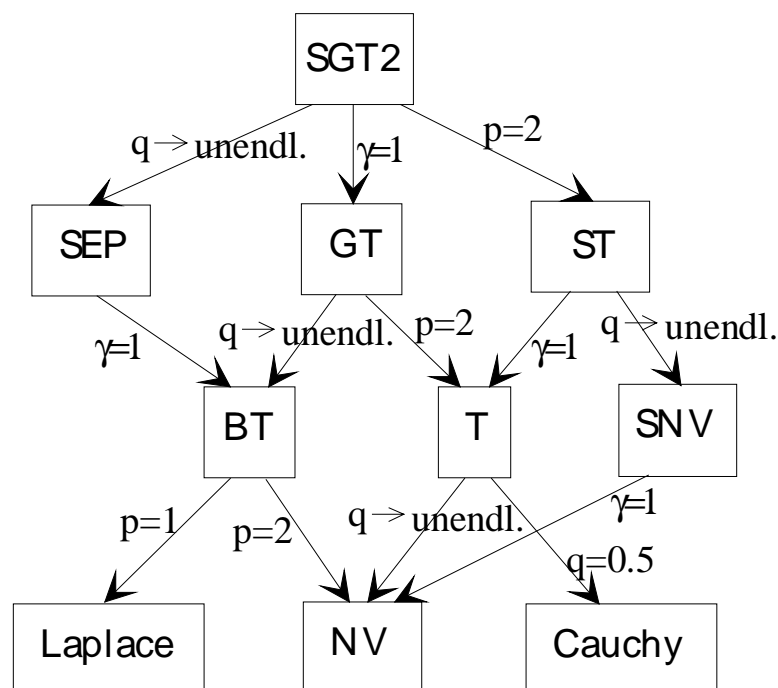 SGT2
q → unendl.
γ=1
p=2
SEP
GT
ST
γ=1
q → unendl.
p=2
γ=1
q → unendl.
BT
T
SNV
p=1
p=2
q → unendl.
γ=1
q=0.5
Laplace
NV
Cauchy